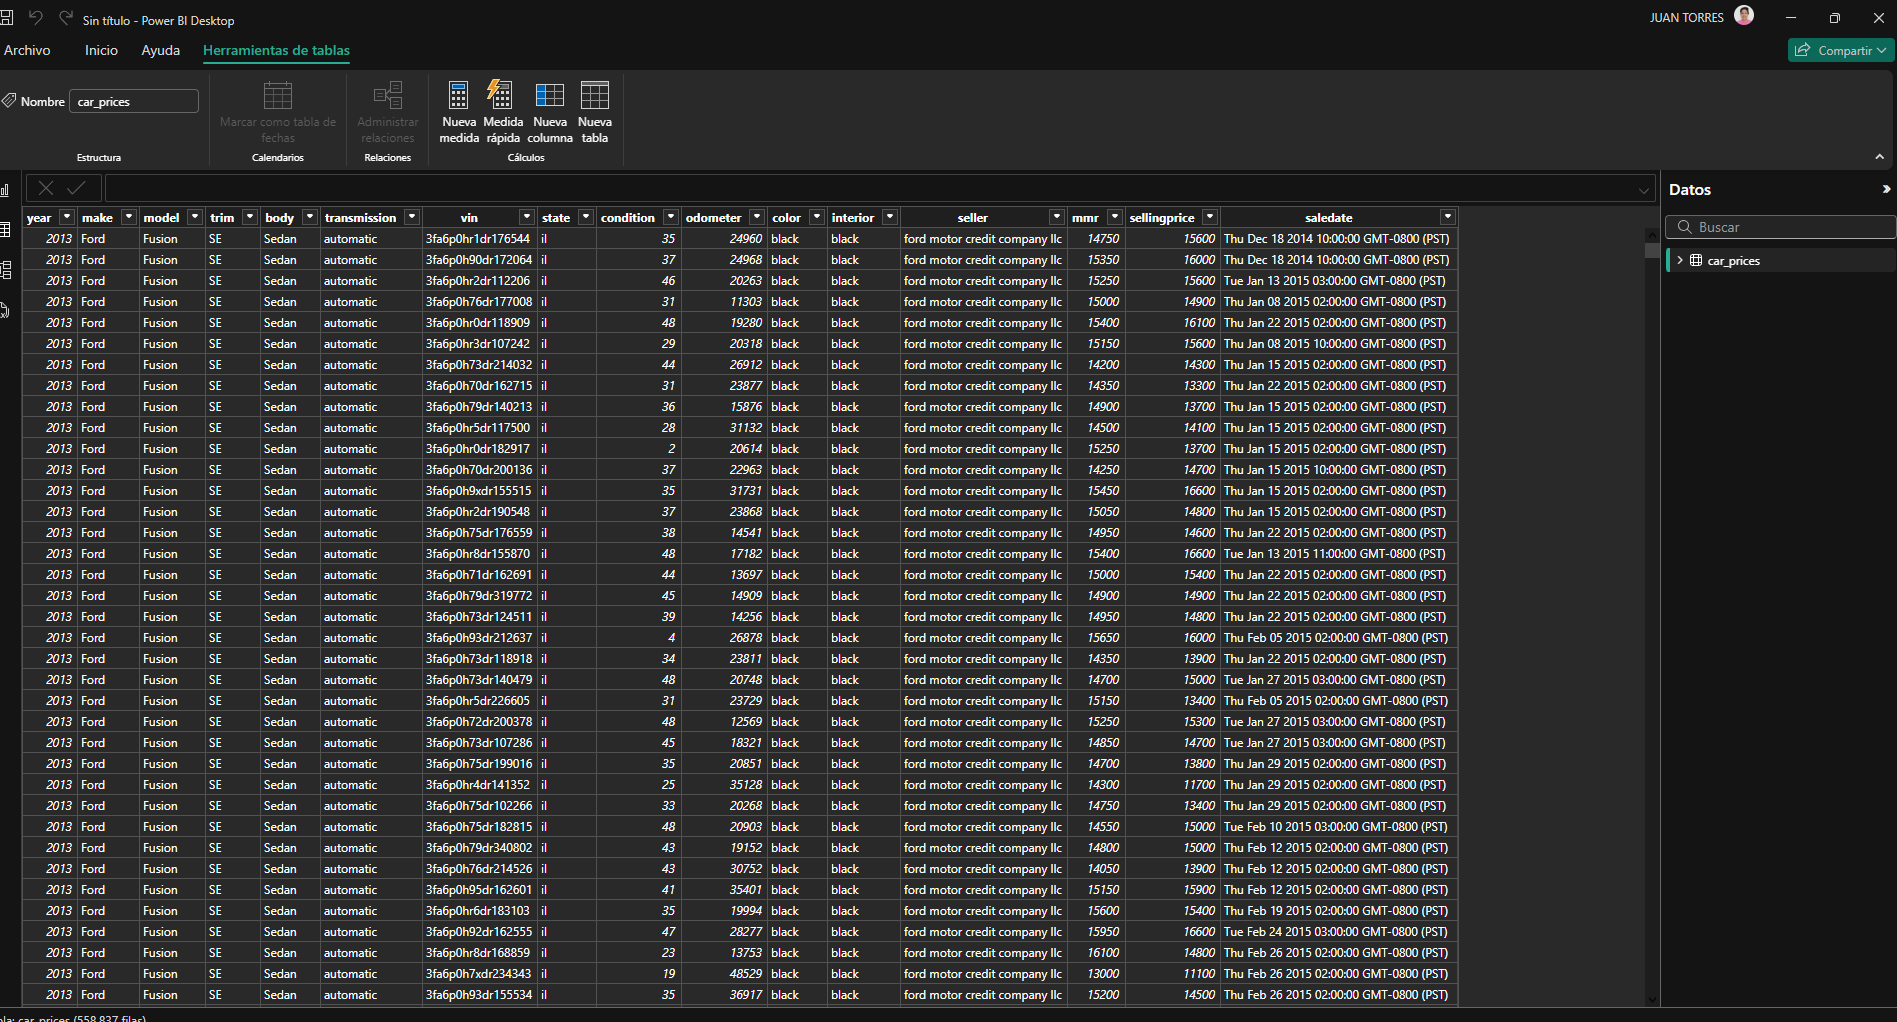 Sin título - Power BI Desktop
JUAN TORRES
Archivo Inicio Ayuda Herramientas de tablas
Compartir
Nombre car_prices
Marcar como tabla de fechas
Administrar relaciones
Nueva medida
Medida rápida
Nueva columna
Nueva tabla
Estructura Calendarios Relaciones Cálculos
Datos
Buscar
car_prices
year make model trim body transmission vin state condition odometer color interior seller mmr sellingprice saledate
2013 Ford Fusion SE Sedan automatic 3fa6p0hr1dr176544 il 35 24960 black black ford motor credit company llc 14750 15600 Thu Dec 18 2014 10:00:00 GMT-0800 (PST)
2013 Ford Fusion SE Sedan automatic 3fa6p0h90dr172064 il 37 24968 black black ford motor credit company llc 15350 16000 Thu Dec 18 2014 10:00:00 GMT-0800 (PST)
2013 Ford Fusion SE Sedan automatic 3fa6p0hr2dr112206 il 46 20263 black black ford motor credit company llc 15250 15600 Tue Jan 13 2015 03:00:00 GMT-0800 (PST)
2013 Ford Fusion SE Sedan automatic 3fa6p0h76dr177008 il 31 11303 black black ford motor credit company llc 15000 14900 Thu Jan 08 2015 02:00:00 GMT-0800 (PST)
2013 Ford Fusion SE Sedan automatic 3fa6p0hr0dr118909 il 48 19280 black black ford motor credit company llc 15400 16100 Thu Jan 22 2015 02:00:00 GMT-0800 (PST)
2013 Ford Fusion SE Sedan automatic 3fa6p0hr3dr107242 il 29 20318 black black ford motor credit company llc 15150 15600 Thu Jan 08 2015 10:00:00 GMT-0800 (PST)
2013 Ford Fusion SE Sedan automatic 3fa6p0h73dr214032 il 44 26912 black black ford motor credit company llc 14200 14300 Thu Jan 15 2015 02:00:00 GMT-0800 (PST)
2013 Ford Fusion SE Sedan automatic 3fa6p0h70dr162715 il 31 23877 black black ford motor credit company llc 14350 13300 Thu Jan 22 2015 02:00:00 GMT-0800 (PST)
2013 Ford Fusion SE Sedan automatic 3fa6p0h79dr140213 il 36 15876 black black ford motor credit company llc 14900 13700 Thu Jan 15 2015 02:00:00 GMT-0800 (PST)
2013 Ford Fusion SE Sedan automatic 3fa6p0hr5dr117500 il 28 31132 black black ford motor credit company llc 14500 14100 Thu Jan 15 2015 02:00:00 GMT-0800 (PST)
2013 Ford Fusion SE Sedan automatic 3fa6p0hr0dr182917 il 2 20614 black black ford motor credit company llc 15250 13700 Thu Jan 15 2015 02:00:00 GMT-0800 (PST)
2013 Ford Fusion SE Sedan automatic 3fa6p0h70dr200136 il 37 22963 black black ford motor credit company llc 14250 14700 Thu Jan 15 2015 10:00:00 GMT-0800 (PST)
2013 Ford Fusion SE Sedan automatic 3fa6p0h9xdr155515 il 35 31731 black black ford motor credit company llc 15450 16600 Thu Jan 15 2015 02:00:00 GMT-0800 (PST)
2013 Ford Fusion SE Sedan automatic 3fa6p0hr2dr190548 il 37 23868 black black ford motor credit company llc 15050 14800 Thu Jan 15 2015 02:00:00 GMT-0800 (PST)
2013 Ford Fusion SE Sedan automatic 3fa6p0h75dr176559 il 38 14541 black black ford motor credit company llc 14950 14600 Thu Jan 22 2015 02:00:00 GMT-0800 (PST)
2013 Ford Fusion SE Sedan automatic 3fa6p0hr8dr155870 il 48 17182 black black ford motor credit company llc 15400 16600 Tue Jan 13 2015 11:00:00 GMT-0800 (PST)
2013 Ford Fusion SE Sedan automatic 3fa6p0h71dr162691 il 44 13697 black black ford motor credit company llc 15000 15400 Thu Jan 22 2015 02:00:00 GMT-0800 (PST)
2013 Ford Fusion SE Sedan automatic 3fa6p0h79dr319772 il 45 14909 black black ford motor credit company llc 14900 14900 Thu Jan 22 2015 02:00:00 GMT-0800 (PST)
2013 Ford Fusion SE Sedan automatic 3fa6p0h73dr124511 il 39 14256 black black ford motor credit company llc 14950 14800 Thu Jan 22 2015 02:00:00 GMT-0800 (PST)
2013 Ford Fusion SE Sedan automatic 3fa6p0h93dr212637 il 4 26878 black black ford motor credit company llc 15650 16000 Thu Feb 05 2015 02:00:00 GMT-0800 (PST)
2013 Ford Fusion SE Sedan automatic 3fa6p0h73dr118918 il 34 23811 black black ford motor credit company llc 14350 13900 Thu Jan 22 2015 02:00:00 GMT-0800 (PST)
2013 Ford Fusion SE Sedan automatic 3fa6p0h73dr140479 il 48 20748 black black ford motor credit company llc 14700 15000 Tue Jan 27 2015 03:00:00 GMT-0800 (PST)
2013 Ford Fusion SE Sedan automatic 3fa6p0hr5dr226605 il 31 23729 black black ford motor credit company llc 15150 13400 Thu Feb 05 2015 02:00:00 GMT-0800 (PST)
2013 Ford Fusion SE Sedan automatic 3fa6p0h72dr200378 il 48 12569 black black ford motor credit company llc 15250 15300 Tue Jan 27 2015 03:00:00 GMT-0800 (PST)
2013 Ford Fusion SE Sedan automatic 3fa6p0h73dr107286 il 45 18321 black black ford motor credit company llc 14850 14700 Tue Jan 27 2015 03:00:00 GMT-0800 (PST)
2013 Ford Fusion SE Sedan automatic 3fa6p0h75dr199016 il 35 20851 black black ford motor credit company llc 14700 13800 Thu Jan 29 2015 02:00:00 GMT-0800 (PST)
2013 Ford Fusion SE Sedan automatic 3fa6p0hr4dr141352 il 25 35128 black black ford motor credit company llc 14300 11700 Thu Jan 29 2015 02:00:00 GMT-0800 (PST)
2013 Ford Fusion SE Sedan automatic 3fa6p0h75dr102266 il 33 20268 black black ford motor credit company llc 14750 13400 Thu Jan 29 2015 02:00:00 GMT-0800 (PST)
2013 Ford Fusion SE Sedan automatic 3fa6p0h75dr182815 il 48 20903 black black ford motor credit company llc 14550 15000 Tue Feb 10 2015 03:00:00 GMT-0800 (PST)
2013 Ford Fusion SE Sedan automatic 3fa6p0h79dr340802 il 43 19152 black black ford motor credit company llc 14800 15000 Thu Feb 12 2015 02:00:00 GMT-0800 (PST)
2013 Ford Fusion SE Sedan automatic 3fa6p0h76dr214526 il 43 30752 black black ford motor credit company llc 14050 13900 Thu Feb 12 2015 02:00:00 GMT-0800 (PST)
2013 Ford Fusion SE Sedan automatic 3fa6p0h95dr162601 il 41 35401 black black ford motor credit company llc 15150 15900 Thu Feb 12 2015 02:00:00 GMT-0800 (PST)
2013 Ford Fusion SE Sedan automatic 3fa6p0hr6dr183103 il 35 19994 black black ford motor credit company llc 15600 15400 Thu Feb 19 2015 02:00:00 GMT-0800 (PST)
2013 Ford Fusion SE Sedan automatic 3fa6p0h92dr162555 il 47 28277 black black ford motor credit company llc 15950 16600 Tue Feb 24 2015 03:00:00 GMT-0800 (PST)
2013 Ford Fusion SE Sedan automatic 3fa6p0hr8dr168859 il 23 13753 black black ford motor credit company llc 16100 14800 Thu Feb 26 2015 02:00:00 GMT-0800 (PST)
2013 Ford Fusion SE Sedan automatic 3fa6p0h7xdr234343 il 19 48529 black black ford motor credit company llc 13000 11100 Thu Feb 26 2015 02:00:00 GMT-0800 (PST)
2013 Ford Fusion SE Sedan automatic 3fa6p0h93dr155534 il 35 36917 black black ford motor credit company llc 15200 14500 Thu Feb 26 2015 02:00:00 GMT-0800 (PST)
car_prices (558.837 filas)